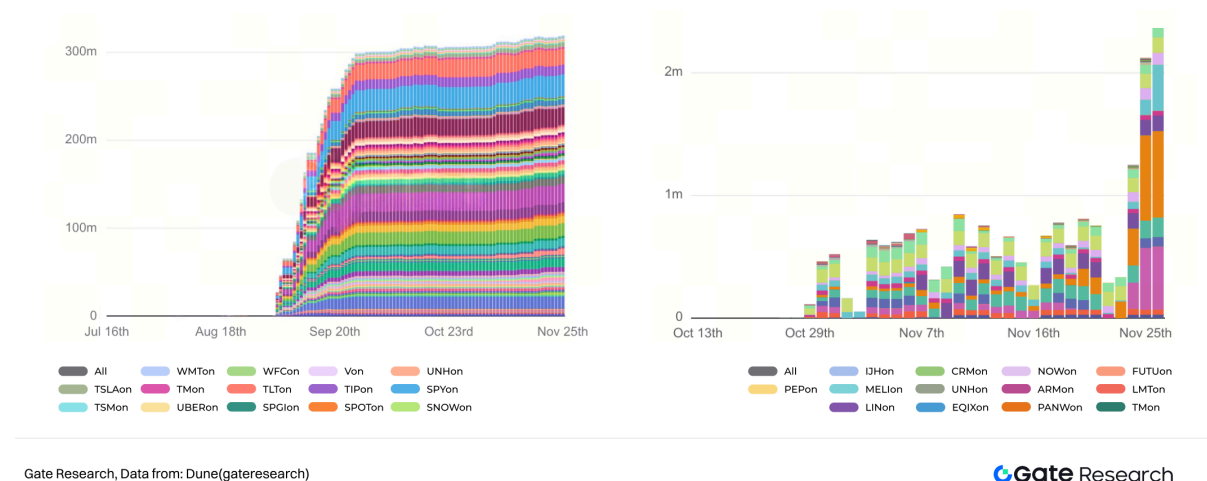 300m
200m
100m
0
Jul 16th Aug 18th Sep 20th Oct 23rd Nov 25th
All WMTon WFCon Von UNHon
TSLAon TMon TLTon TIPon SPYon
TSMon UBERon SPGIon SPOTon SNOWon
2m
1m
0
Oct 13th Oct 29th Nov 7th Nov 16th Nov 25th
All IJHon CRMon NOWon FUTUon
PEPon MELIon UNHon ARMon LMTon
LINon EQIXon PANWon TMon
Gate Research, Data from: Dune(gateresearch)
Gate Research